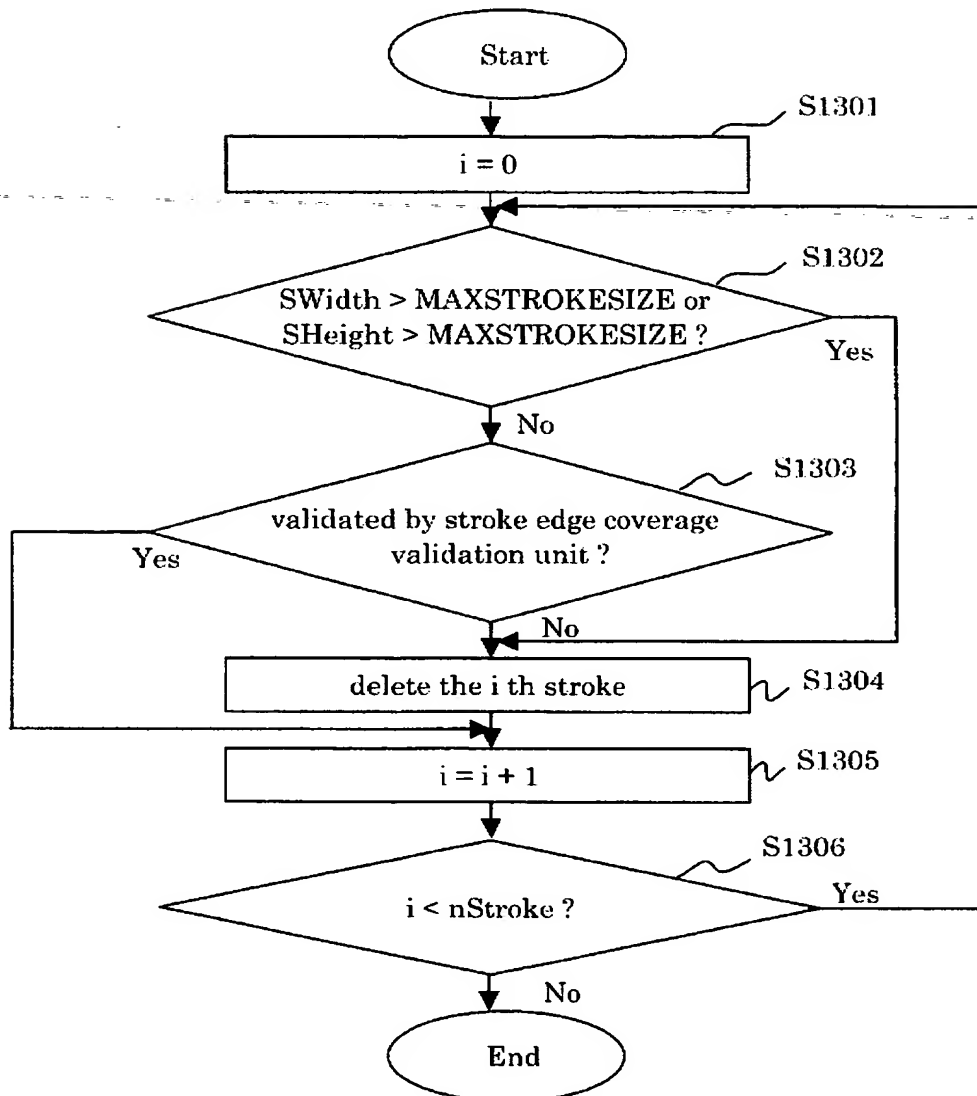 Start
S1301
i = 0
S1302
SWidth > MAXSTROKESIZE or
SHeight > MAXSTROKESIZE ?
Yes
No
S1303
validated by stroke edge coverage
validation unit ?
Yes
No
delete the i th stroke
S1304
i = i + 1
S1305
S1306
i < nStroke ?
Yes
No
End